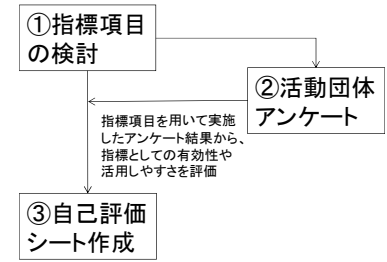 ①指標項目
の検討
②活動団体
アンケート
指標項目を用いて実施
したアンケート結果から、
指標としての有効性や
活用しやすさを評価
③自己評価
シート作成